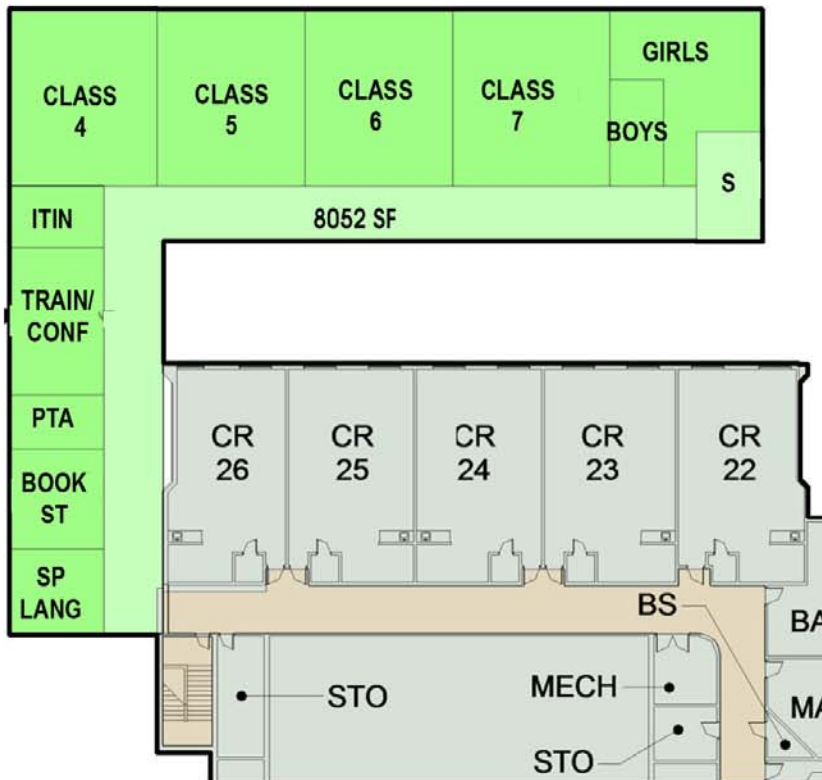 CLASS
4
CLASS
5
CLASS
6
CLASS
7
GIRLS
BOYS
S
ITIN
8052 SF
TRAIN/
CONF
PTA
BOOK
ST
SP
LANG
CR
26
CR
25
CR
24
CR
23
CR
22
BS
BA
MA
STO
MECH
STO